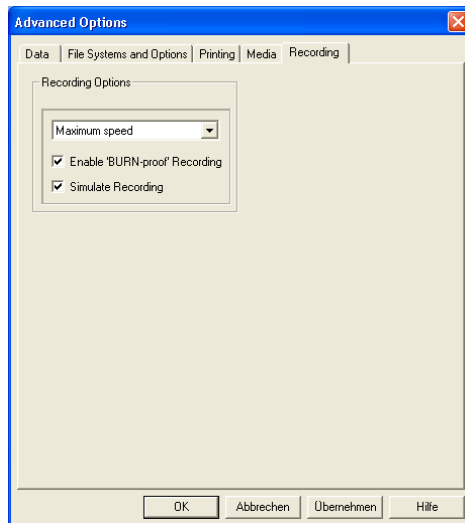 Advanced Options
Data File Systems and Options Printing Media Recording
Recording Options
Maximum speed
Enable 'BURN-proof' Recording
Simulate Recording
OK Abbrechen Übernehmen Hilfe